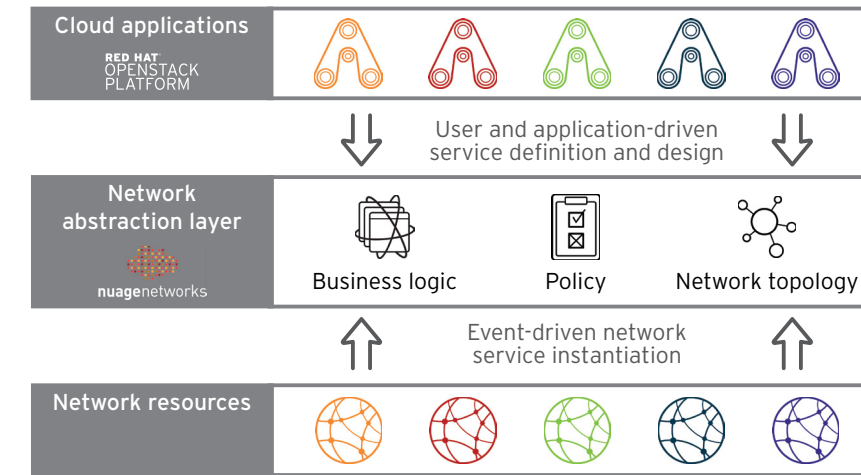 Cloud applications
RED HAT
OPENSTACK
PLATFORM
User and application-driven
service definition and design
Network
abstraction layer
nuagenetworks
Business logic
Policy
Network topology
Event-driven network
service instantiation
Network resources